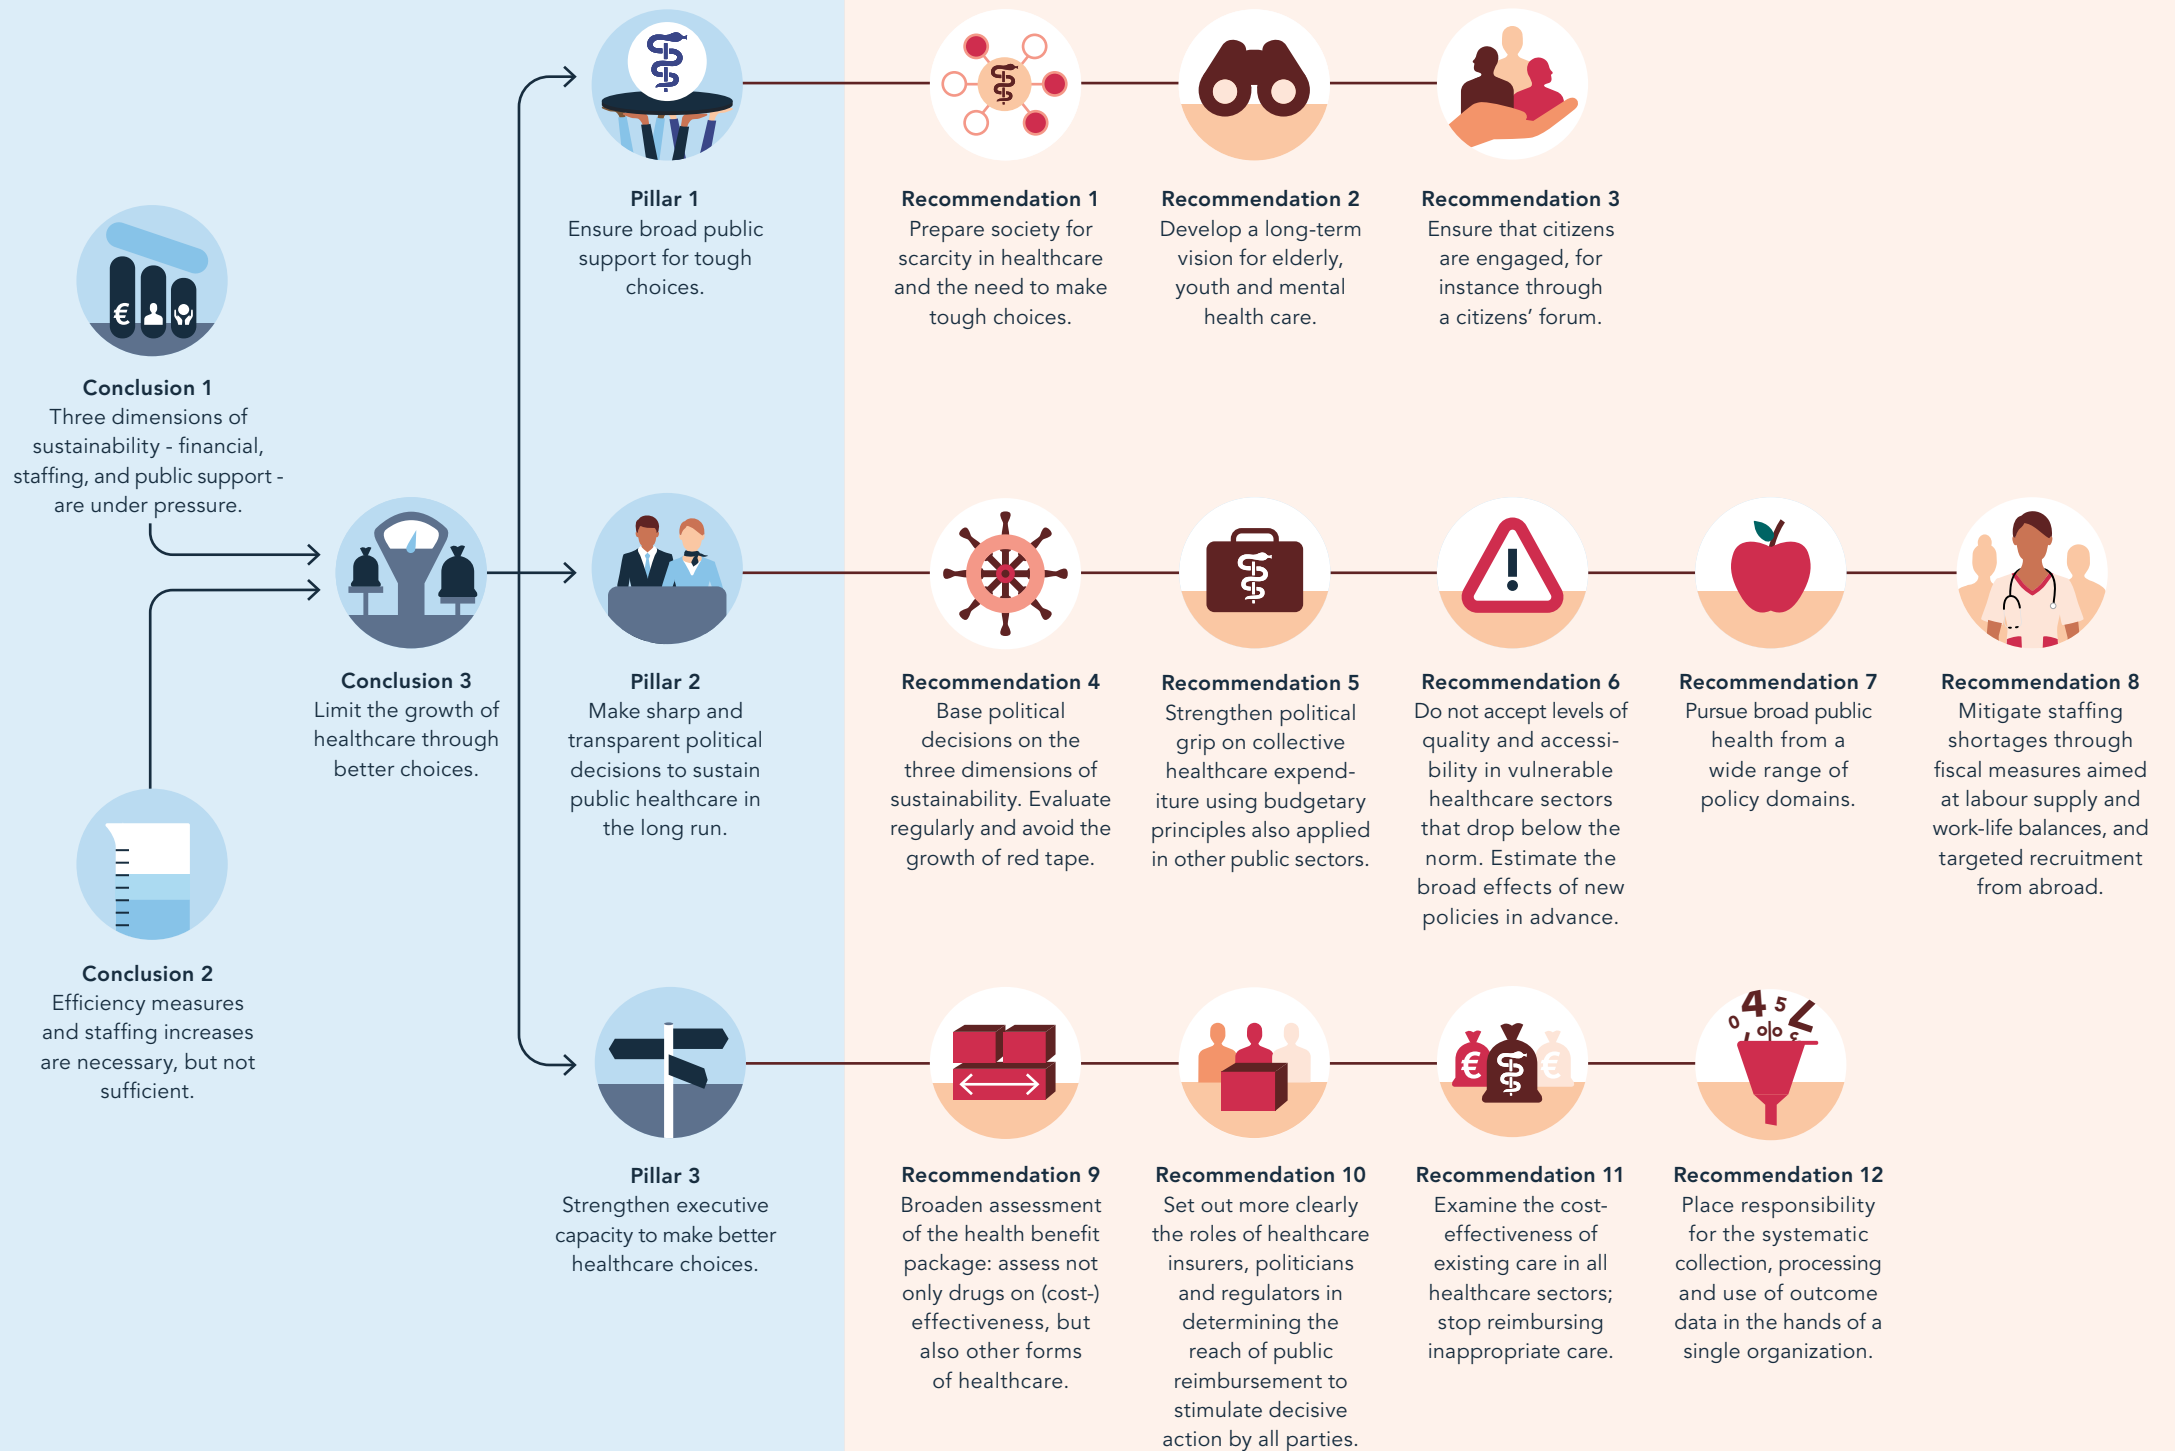 Conclusion 1
Three dimensions of
sustainability - financial,
staffing, and public support -
are under pressure.
Conclusion 2
Efficiency measures
and staffing increases
are necessary, but not
sufficient.
Conclusion 3
Limit the growth of
healthcare through
better choices.
Pillar 1
Ensure broad public
support for tough
choices.
Recommendation 1
Prepare society for
scarcity in healthcare
and the need to make
tough choices.
Recommendation 2
Develop a long-term
vision for elderly,
youth and mental
health care.
Recommendation 3
Ensure that citizens
are engaged, for
instance through
a citizens’ forum.
Pillar 2
Make sharp and
transparent political
decisions to sustain
public healthcare in
the long run.
Recommendation 4
Base political
decisions on the
three dimensions of
sustainability. Evaluate
regularly and avoid the
growth of red tape.
Recommendation 5
Strengthen political
grip on collective
healthcare expend-
iture using budgetary
principles also applied
in other public sectors.
Recommendation 6
Do not accept levels of
quality and accessi-
bility in vulnerable
healthcare sectors
that drop below the
norm. Estimate the
broad effects of new
policies in advance.
Recommendation 7
Pursue broad public
health from a
wide range of
policy domains.
Recommendation 8
Mitigate staffing
shortages through
fiscal measures aimed
at labour supply and
work-life balances, and
targeted recruitment
from abroad.
Pillar 3
Strengthen executive
capacity to make better
healthcare choices.
Recommendation 9
Broaden assessment
of the health benefit
package: assess not
only drugs on (cost-)
effectiveness, but
also other forms
of healthcare.
Recommendation 10
Set out more clearly
the roles of healthcare
insurers, politicians
and regulators in
determining the
reach of public
reimbursement to
stimulate decisive
action by all parties.
Recommendation 11
Examine the cost-
effectiveness of
existing care in all
healthcare sectors;
stop reimbursing
inappropriate care.
Recommendation 12
Place responsibility
for the systematic
collection, processing
and use of outcome
data in the hands of a
single organization.